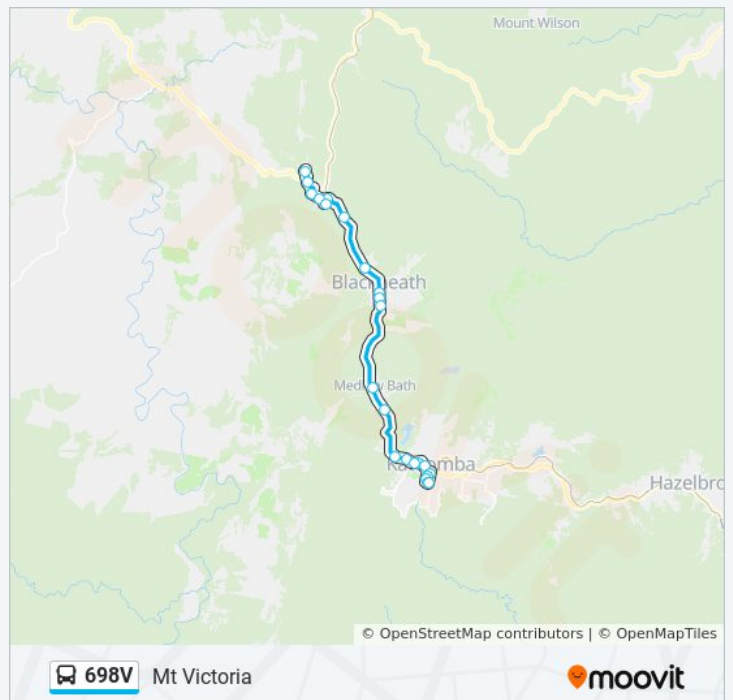 Mount Wilson
Blackheath
Medlow Bath
Katoomba
Hazelbro
© OpenStreetMap contributors | © OpenMapTiles
698V Mt Victoria
moovit